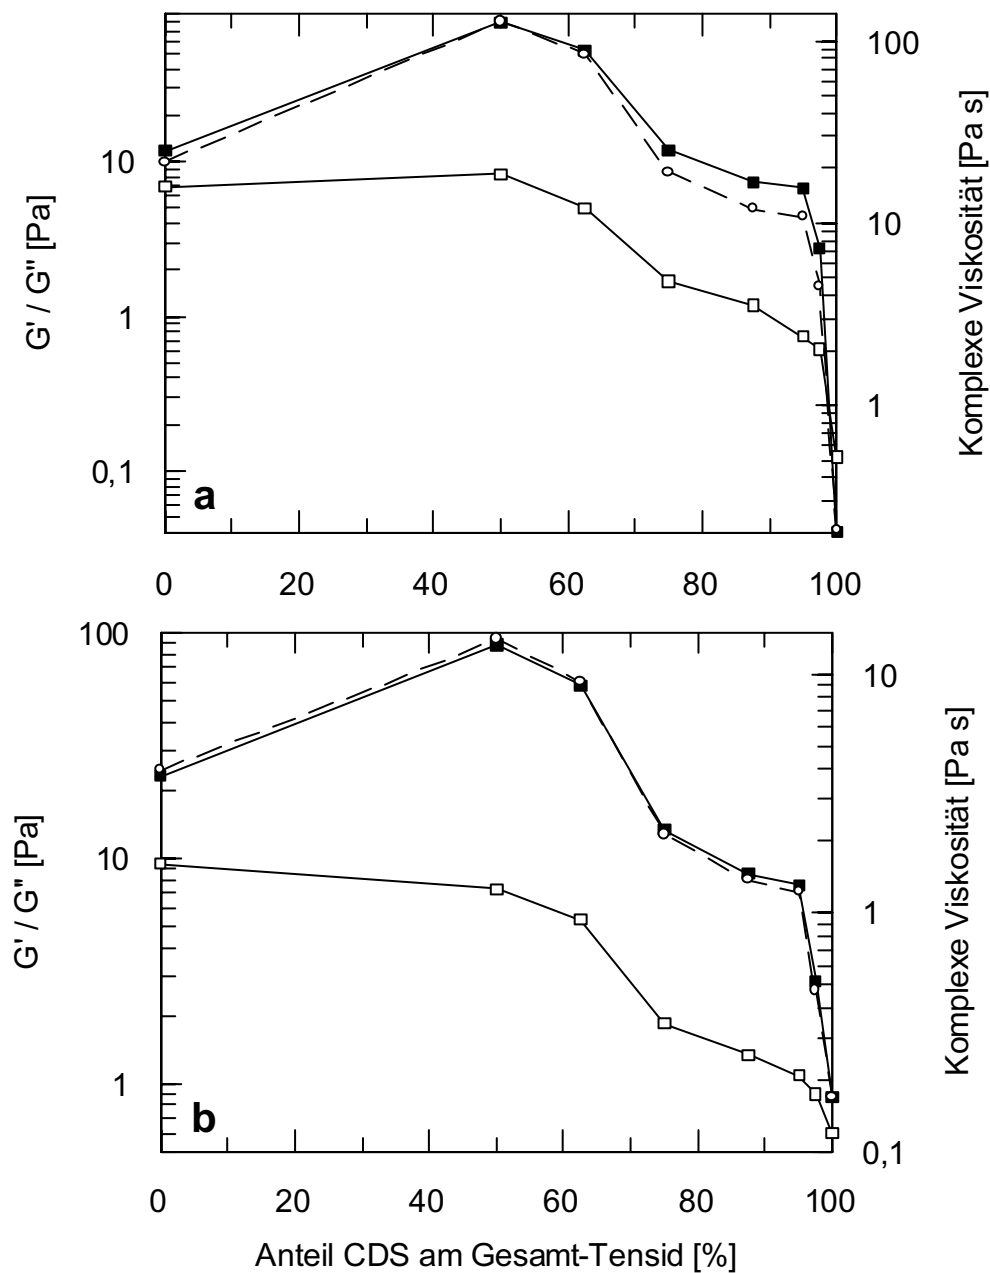 100
10
G' / G" [Pa]
1
10
1
Komplexe Viskosität [Pa s]
0,1
a
0 20 40 60 80 100
100
10
10
1
G' / G" [Pa]
1
Komplexe Viskosität [Pa s]
b
0,1
0 20 40 60 80 100
Anteil CDS am Gesamt-Tensid [%]